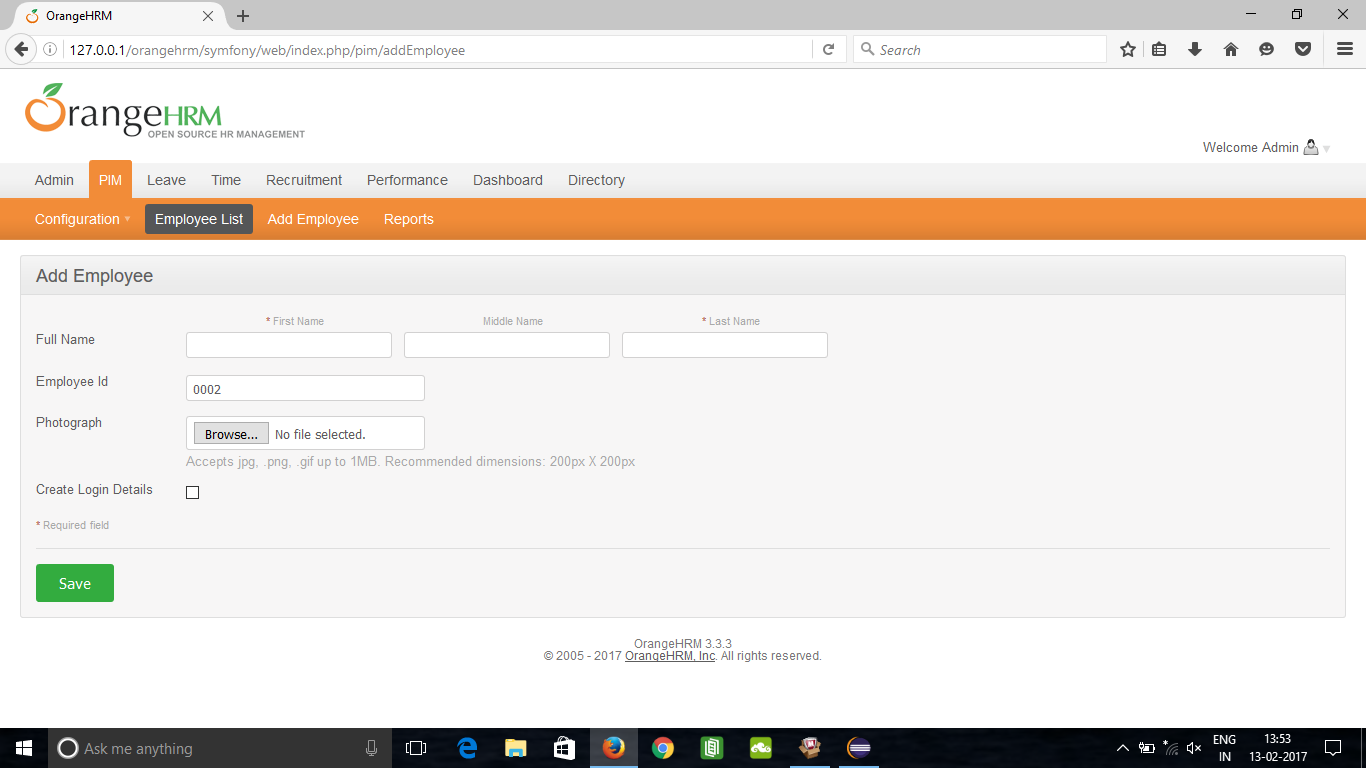 OrangeHRM
127.0.0.1/orangehrm/symfony/web/index.php/pim/addEmployee
Search
OrangeHRM
OPEN SOURCE HR MANAGEMENT
Welcome Admin
Admin PIM Leave Time Recruitment Performance Dashboard Directory
Configuration Employee List Add Employee Reports
Add Employee
* First Name Middle Name * Last Name
Full Name
Employee Id 0002
Photograph Browse... No file selected.
Accepts jpg, .png, .gif up to 1MB. Recommended dimensions: 200px X 200px
Create Login Details
* Required field
Save
OrangeHRM 3.3.3
© 2005 - 2017 OrangeHRM, Inc. All rights reserved.
Ask me anything
ENG 13:53
IN 13-02-2017